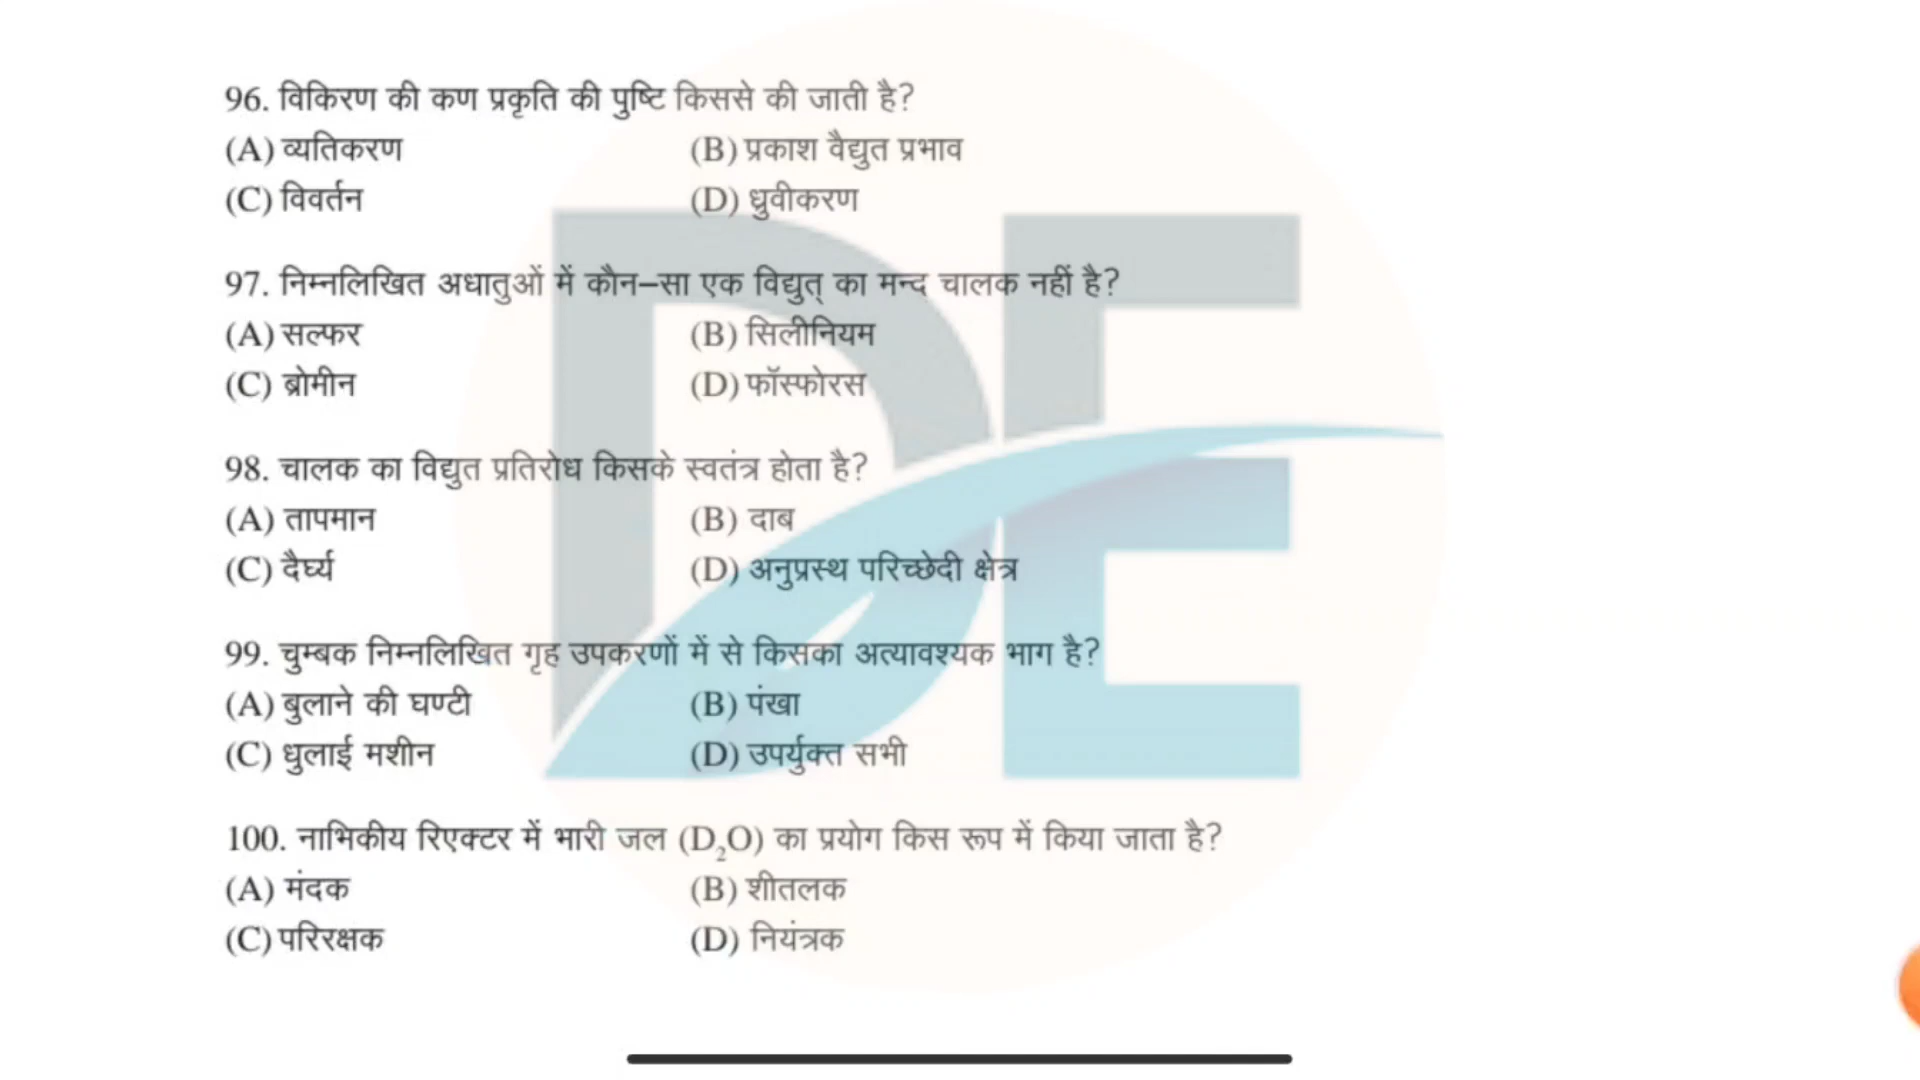 96. विकिरण की कण प्रकृति की पुष्टि किससे की जाती है?
(A) व्यतिकरण (B) प्रकाश वैद्युत प्रभाव
(C) विवर्तन (D) ध्रुवीकरण
97. निम्नलिखित अधातुओं में कौन–सा एक विद्युत् का मन्द चालक नहीं है?
(A) सल्फर (B) सिलीनियम
(C) ब्रोमीन (D) फॉस्फोरस
98. चालक का विद्युत प्रतिरोध किसके स्वतंत्र होता है?
(A) तापमान (B) दाब
(C) दैर्घ्य (D) अनुप्रस्थ परिच्छेदी क्षेत्र
99. चुम्बक निम्नलिखित गृह उपकरणों में से किसका अत्यावश्यक भाग है?
(A) बुलाने की घण्टी (B) पंखा
(C) धुलाई मशीन (D) उपर्युक्त सभी
100. नाभिकीय रिएक्टर में भारी जल (D₂O) का प्रयोग किस रूप में किया जाता है?
(A) मंदक (B) शीतलक
(C) परिरक्षक (D) नियंत्रक
DE